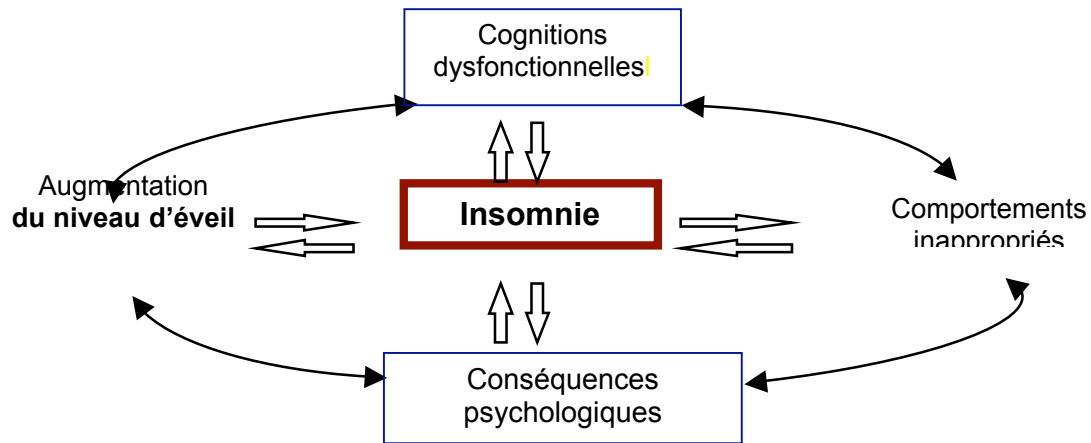 Cognitions
dysfonctionnelles
Augmentation
du niveau d'éveil
Insomnie
Comportements
inappropriés
Conséquences
psychologiques